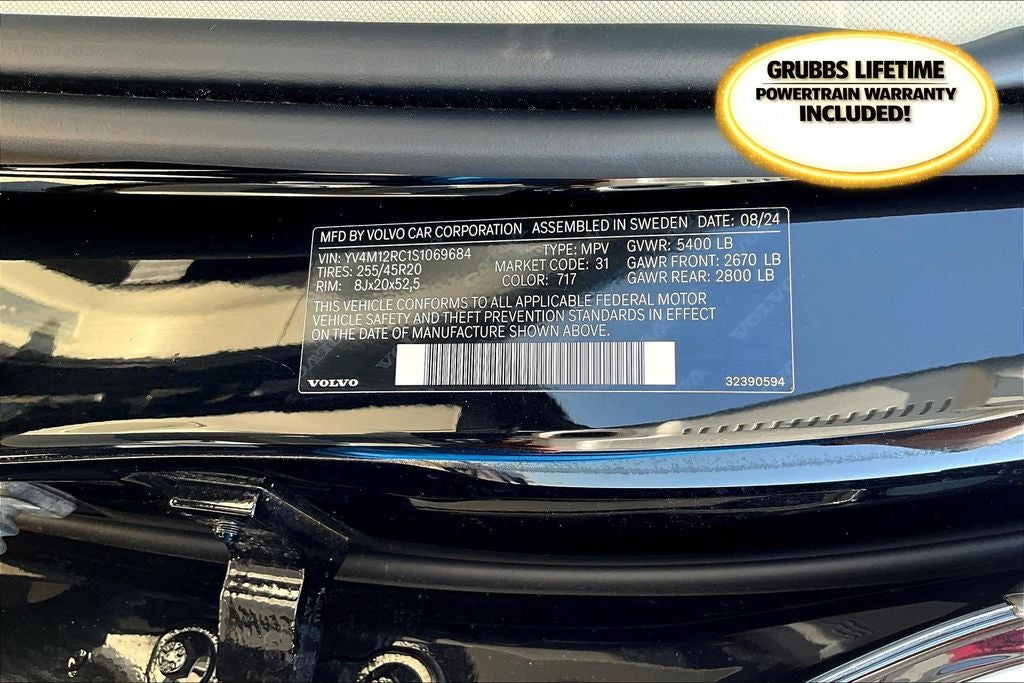 GRUBBS LIFETIME
POWERTRAIN WARRANTY
INCLUDED!
MFD BY VOLVO CAR CORPORATION ASSEMBLED IN SWEDEN DATE: 08/24
VIN: YV4M12RC1S1069684 TYPE: MPV GVWR: 5400 LB
TIRES: 255/45R20 MARKET CODE: 31 GAWR FRONT: 2670 LB
RIM: 8Jx20x52,5 COLOR: 717 GAWR REAR: 2800 LB
THIS VEHICLE CONFORMS TO ALL APPLICABLE FEDERAL MOTOR
VEHICLE SAFETY AND THEFT PREVENTION STANDARDS IN EFFECT
ON THE DATE OF MANUFACTURE SHOWN ABOVE.
VOLVO 32390594